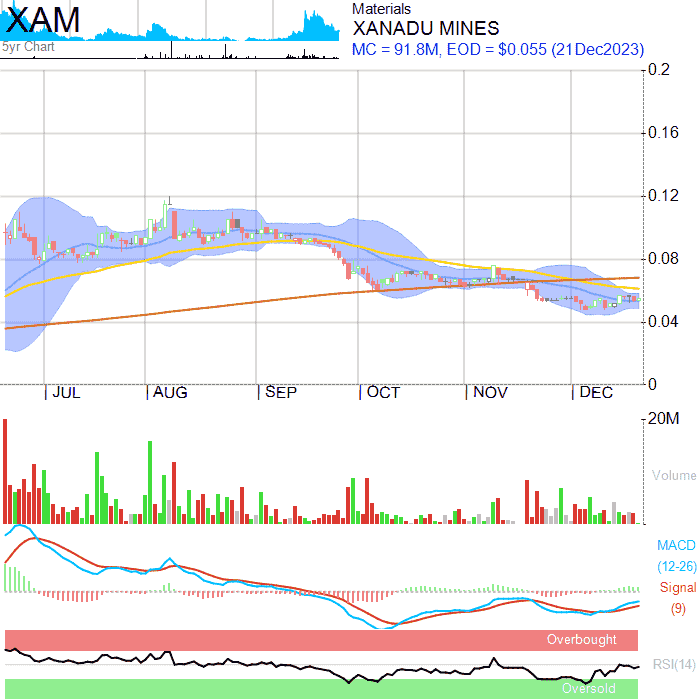 XAM
5yr Chart
Materials
XANADU MINES
MC = 91.8M, EOD = $0.055 (21Dec2023)
0.2
0.16
0.12
0.08
0.04
0
JUL AUG SEP OCT NOV DEC
20M
Volume
MACD
(12-26)
Signal
(9)
Overbought
RSI(14)
Oversold